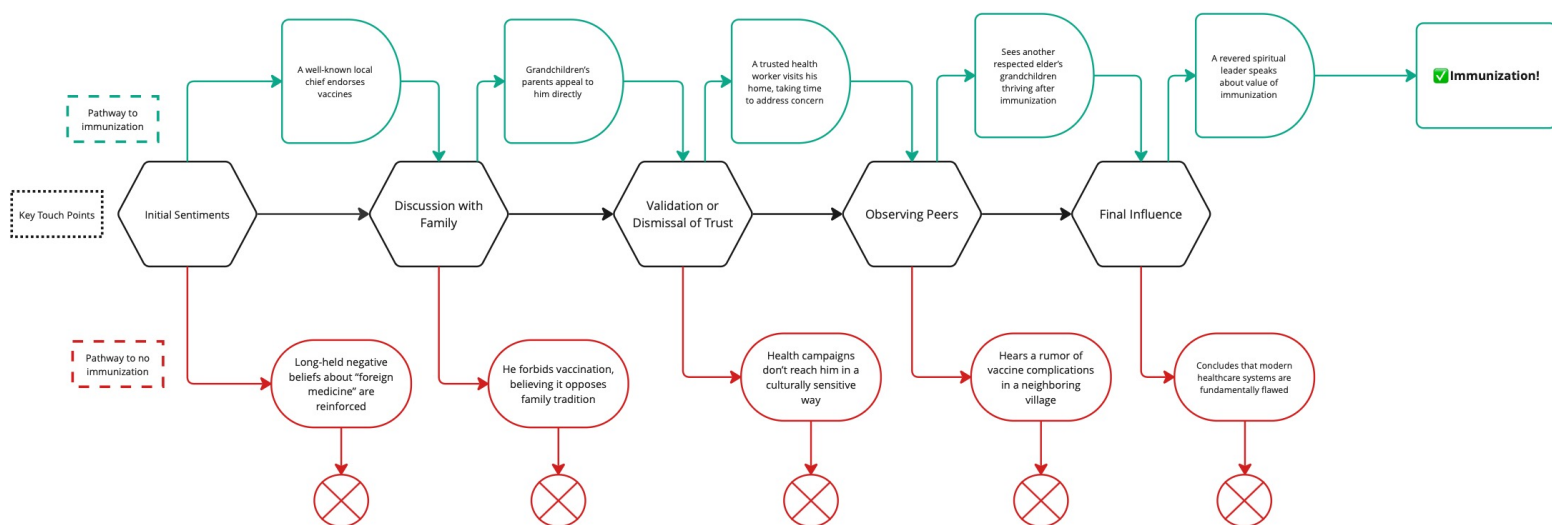 A well-known local
chief endorses
vaccines
Grandchildren's
parents appeal to
him directly
A trusted health
worker visits his
home, taking time
to address concern
Sees another
respected elder's
grandchildren
thriving after
immunization
A revered spiritual
leader speaks
about value of
immunization
✅Immunization!
Pathway to
immunization
Key Touch Points
Initial Sentiments
Discussion with
Family
Validation or
Dismissal of Trust
Observing Peers
Final Influence
Pathway to no
immunization
Long-held negative
beliefs about “foreign
medicine” are
reinforced
He forbids vaccination,
believing it opposes
family tradition
Health campaigns
don’t reach him in a
culturally sensitive
way
Hears a rumor of
vaccine complications
in a neighboring
village
Concludes that modern
healthcare systems are
fundamentally flawed